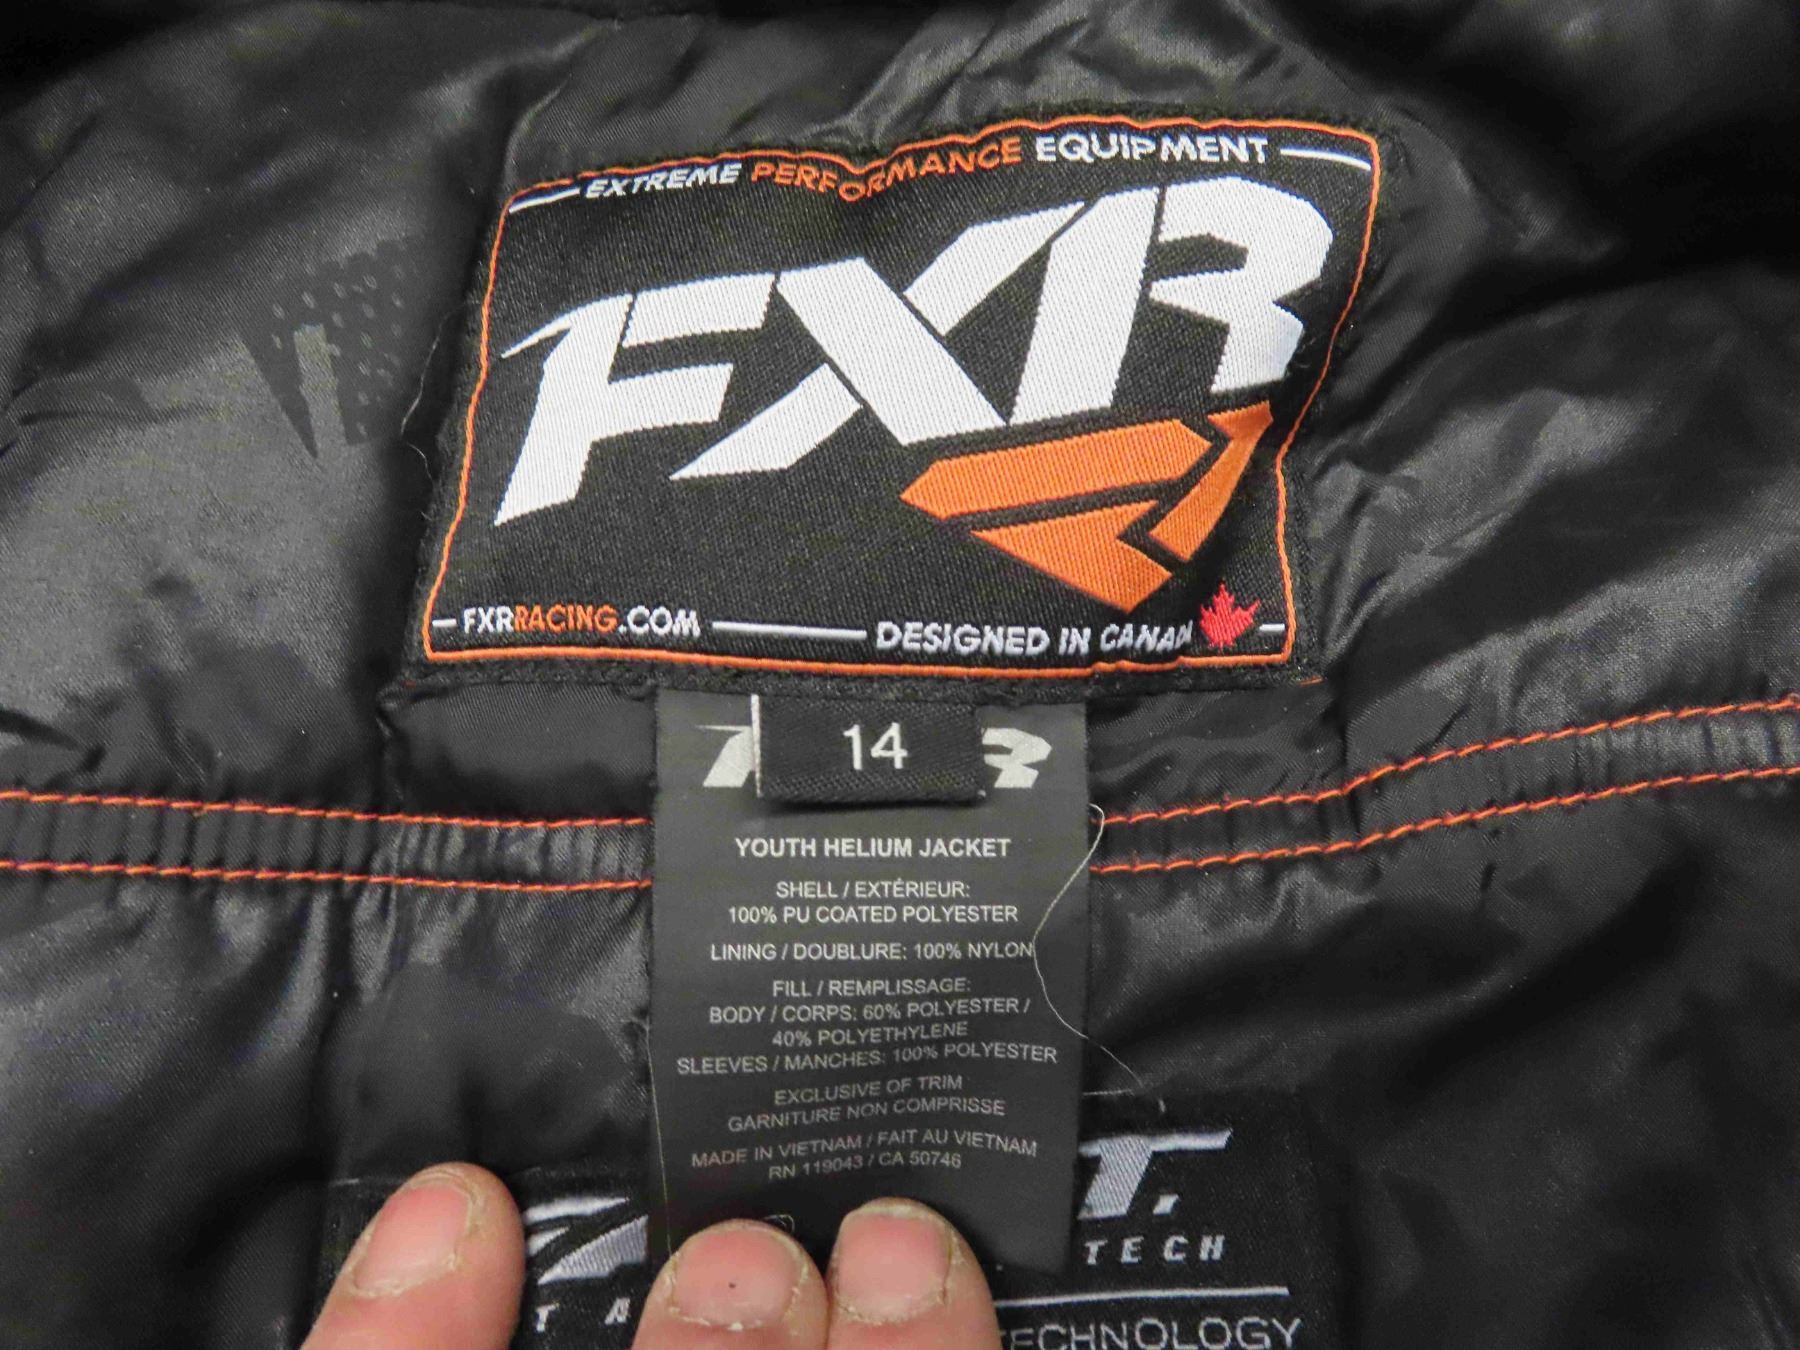 EXTREME PERFORMANCE EQUIPMENT
FXR
FXRRACING.COM
DESIGNED IN CANADA
14
YOUTH HELIUM JACKET
SHELL / EXTÉRIEUR:
100% PU COATED POLYESTER
LINING / DOUBLURE: 100% NYLON
FILL / REMPLISSAGE:
BODY / CORPS: 60% POLYESTER /
40% POLYETHYLENE
SLEEVES / MANCHES: 100% POLYESTER
EXCLUSIVE OF TRIM
GARNITURE NON COMPRISSE
MADE IN VIETNAM / FAIT AU VIETNAM
RN 119043 / CA 50746
T.
TECH
TECHNOLOGY